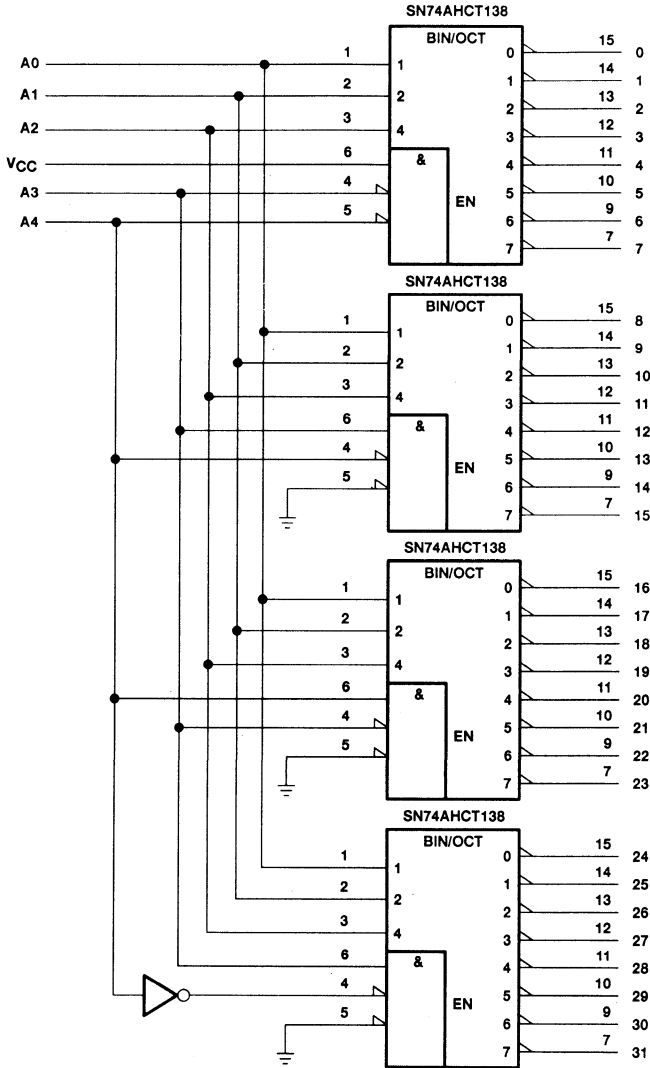 SN74AHCT138
BIN/OCT
A0 1 1 0 15 0
A1 2 2 1 14 1
A2 3 4 2 13 2
3 12 3
VCC 6 & 4 11 4
A3 4 EN 5 10 5
A4 5 6 9 6
7 7 7
SN74AHCT138
BIN/OCT
1 1 0 15 8
2 2 1 14 9
3 4 2 13 10
3 12 11
6 & 4 11 12
4 EN 5 10 13
5 6 9 14
7 7 15
SN74AHCT138
BIN/OCT
1 1 0 15 16
2 2 1 14 17
3 4 2 13 18
3 12 19
6 & 4 11 20
4 EN 5 10 21
5 6 9 22
7 7 23
SN74AHCT138
BIN/OCT
1 1 0 15 24
2 2 1 14 25
3 4 2 13 26
3 12 27
6 & 4 11 28
4 EN 5 10 29
5 6 9 30
7 7 31